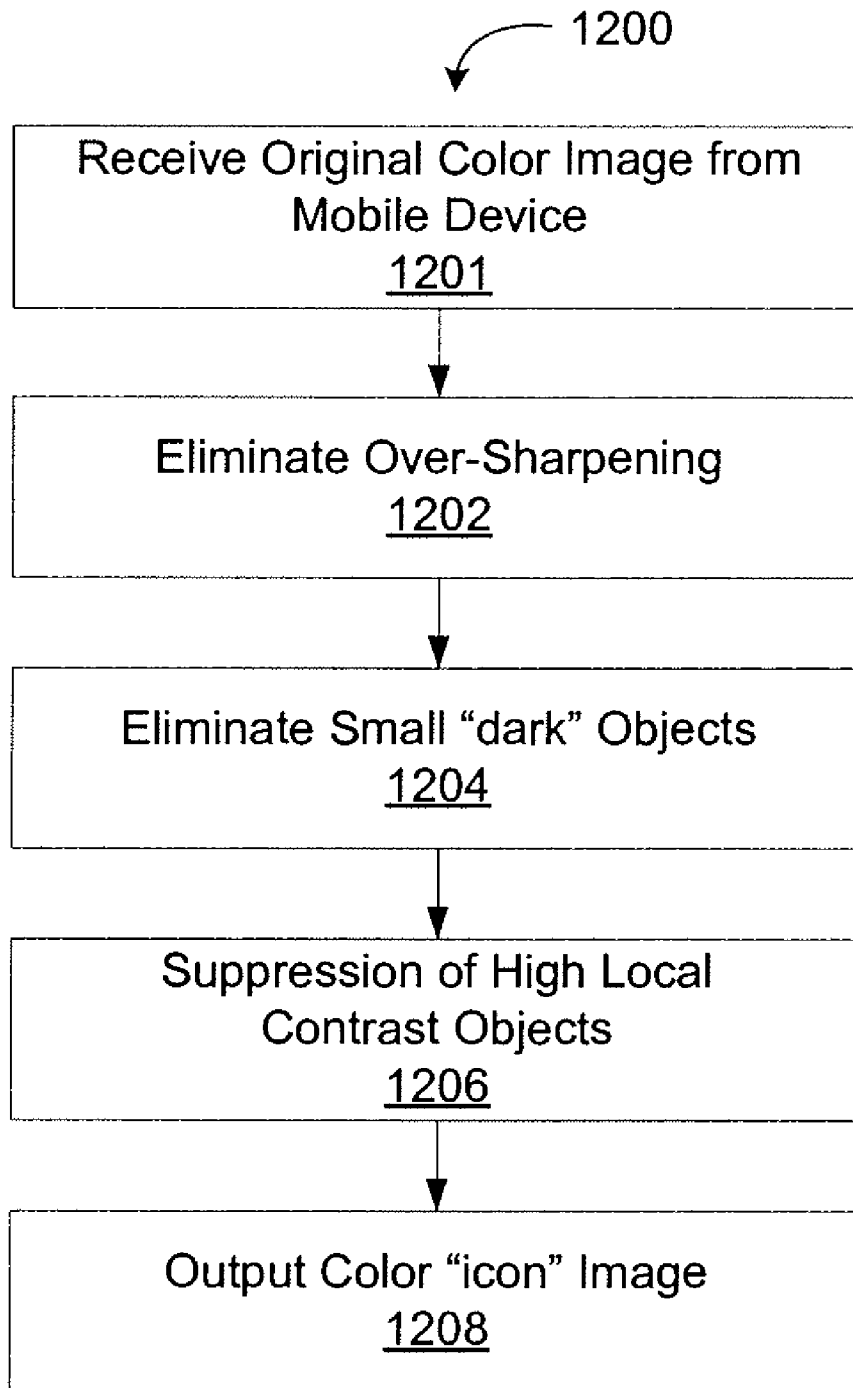 1200
Receive Original Color Image from
Mobile Device
1201
Eliminate Over-Sharpening
1202
Eliminate Small “dark” Objects
1204
Suppression of High Local
Contrast Objects
1206
Output Color “icon” Image
1208